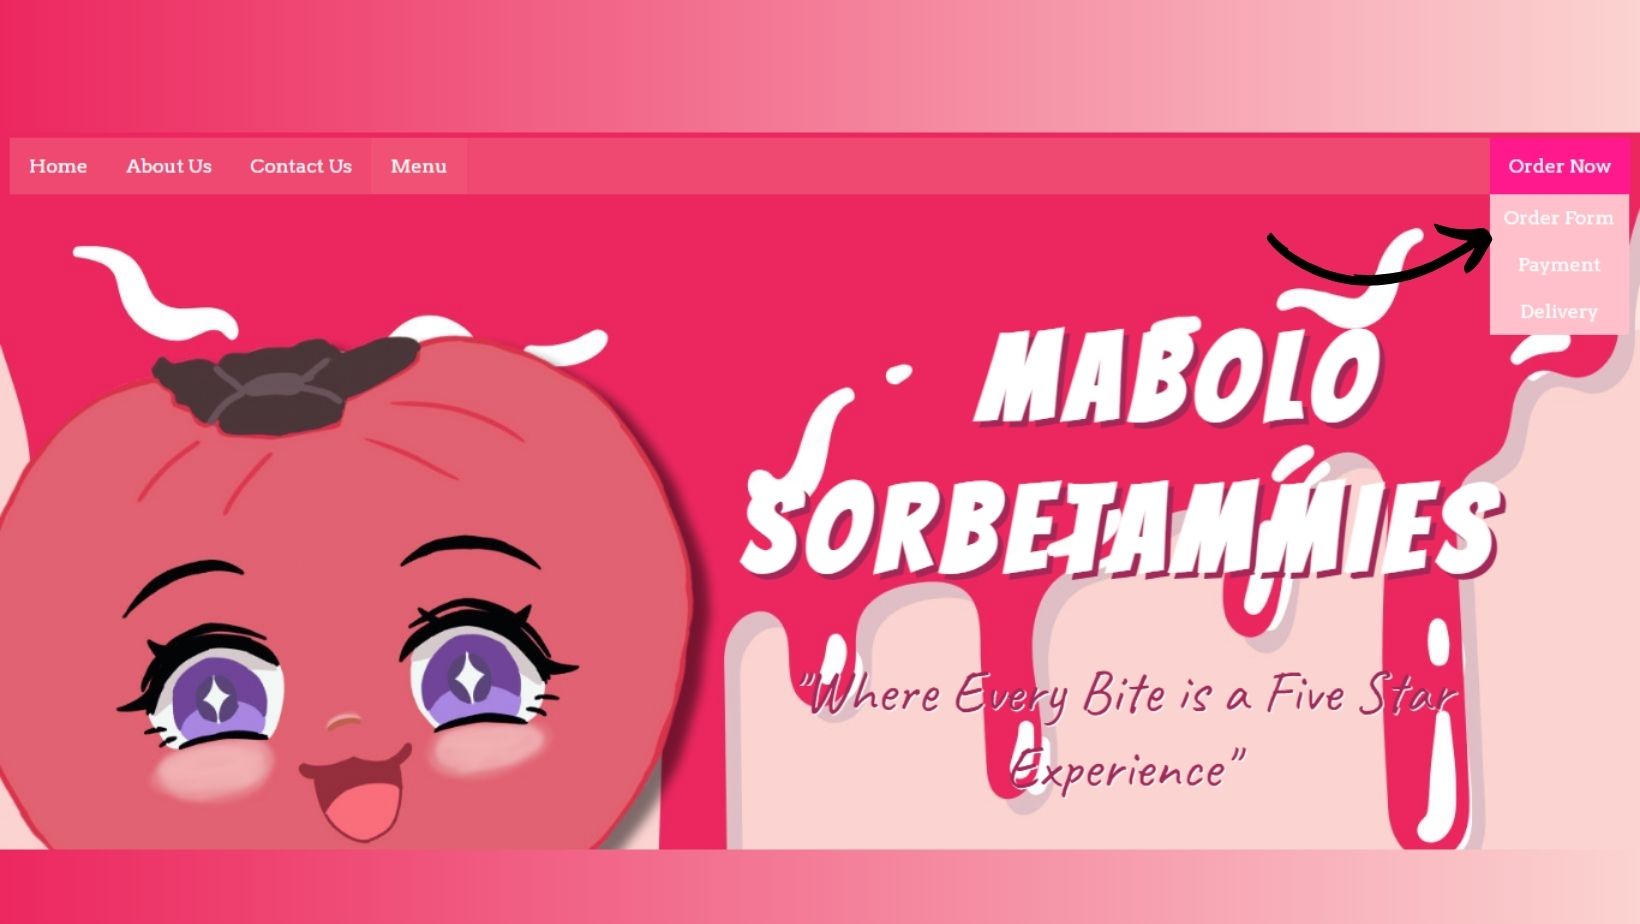 Home About Us Contact Us Menu Order Now
Order Form
Payment
Delivery
MABOLO
SORBETAMMIES
"Where Every Bite is a Five Star
Experience"